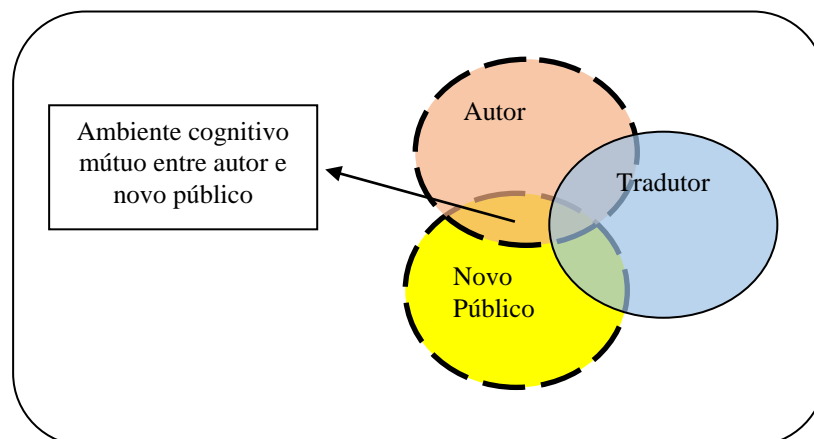 Ambiente cognitivo
mútuo entre autor e
novo público
Autor
Tradutor
Novo
Público